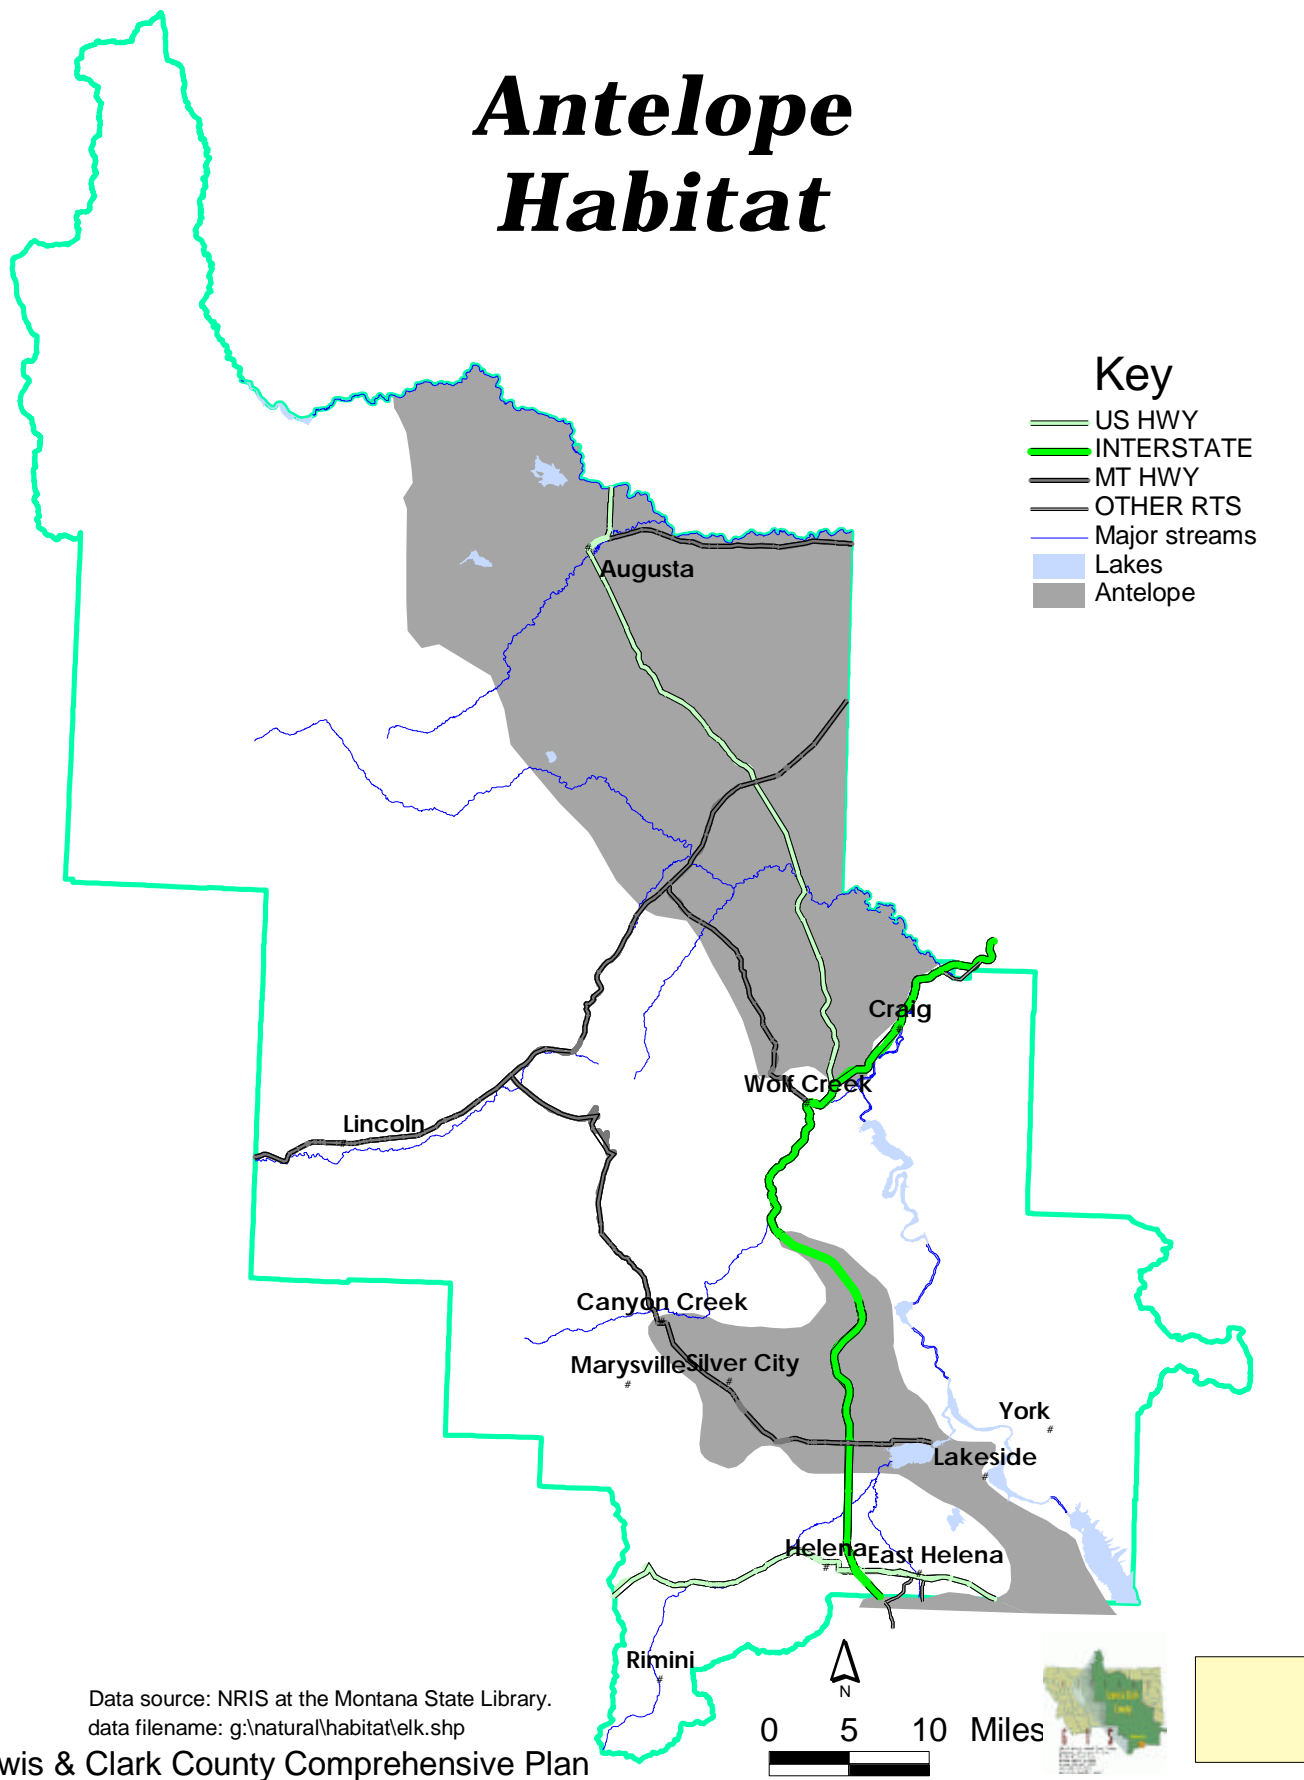 Antelope
Habitat
Key
US HWY
INTERSTATE
MT HWY
OTHER RTS
Major streams
Lakes
Antelope
Augusta
Craig
Wolf Creek
Lincoln
Canyon Creek
Marysville
Silver City
York
Lakeside
Helena
East Helena
Rimini
N
Data source: NRIS at the Montana State Library.
data filename: g:\natural\habitat\elk.shp
wis & Clark County Comprehensive Plan
0 5 10 Miles